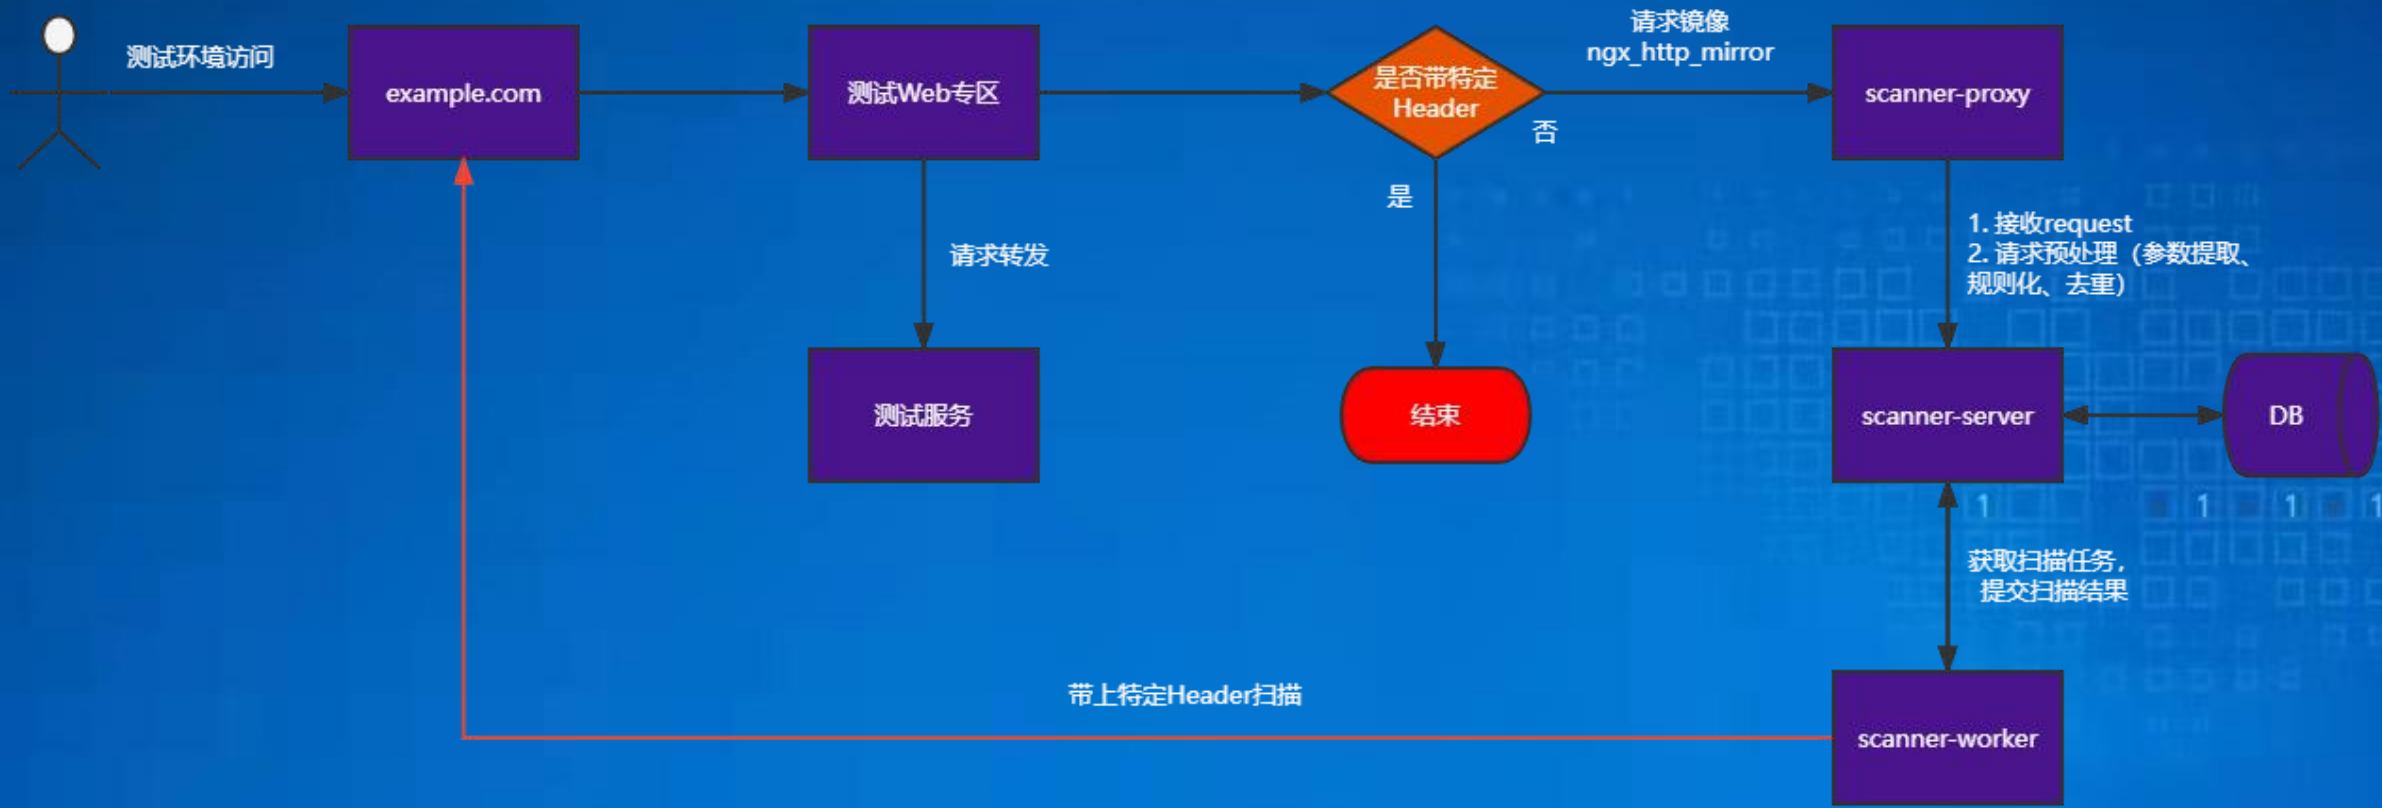 测试环境访问
example.com
测试Web专区
是否带特定
Header
请求镜像
ngx_http_mirror
scanner-proxy
否
是
请求转发
1. 接收request
2. 请求预处理（参数提取、
规则化、去重）
测试服务
结束
scanner-server
DB
1 1 1 1
获取扫描任务，
提交扫描结果
带上特定Header扫描
scanner-worker